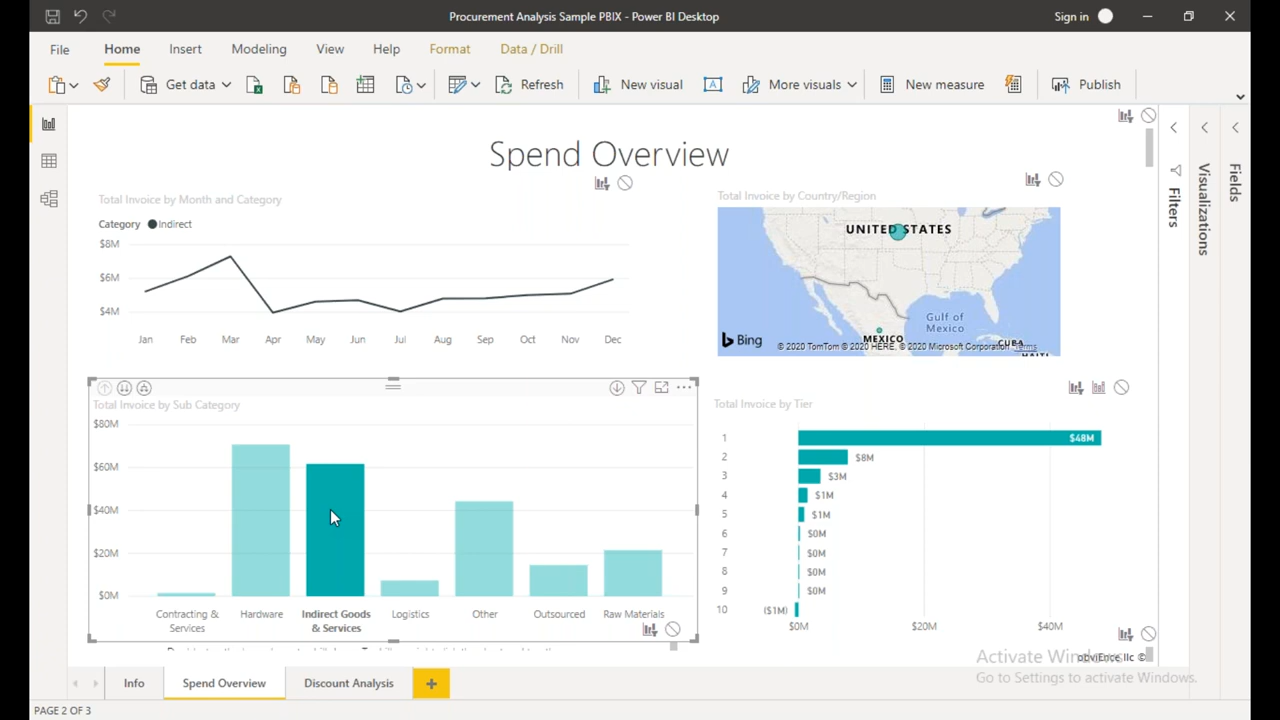 Procurement Analysis Sample PBIX - Power BI Desktop
Sign in
File Home Insert Modeling View Help Format Data / Drill
Get data Refresh New visual More visuals New measure Publish
Spend Overview
Total Invoice by Month and Category
Category Indirect
$8M
$6M
$4M
Jan Feb Mar Apr May Jun Jul Aug Sep Oct Nov Dec
Total Invoice by Country/Region
UNITED STATES
Gulf of
Mexico
MEXICO
CUBA
HAITI
Bing
© 2020 TomTom © 2020 HERE, © 2020 Microsoft Corporation Terms
Total Invoice by Sub Category
$80M
$60M
$40M
$20M
$0M
Contracting & Services
Hardware
Indirect Goods & Services
Logistics
Other
Outsourced
Raw Materials
Total Invoice by Tier
1 $48M
2 $8M
3 $3M
4 $1M
5 $1M
6 $0M
7 $0M
8 $0M
9 $0M
10 ($1M)
$0M $20M $40M
obviEnce llc ©
Filters
Visualizations
Fields
Activate Windows
Go to Settings to activate Windows.
Info Spend Overview Discount Analysis +
PAGE 2 OF 3